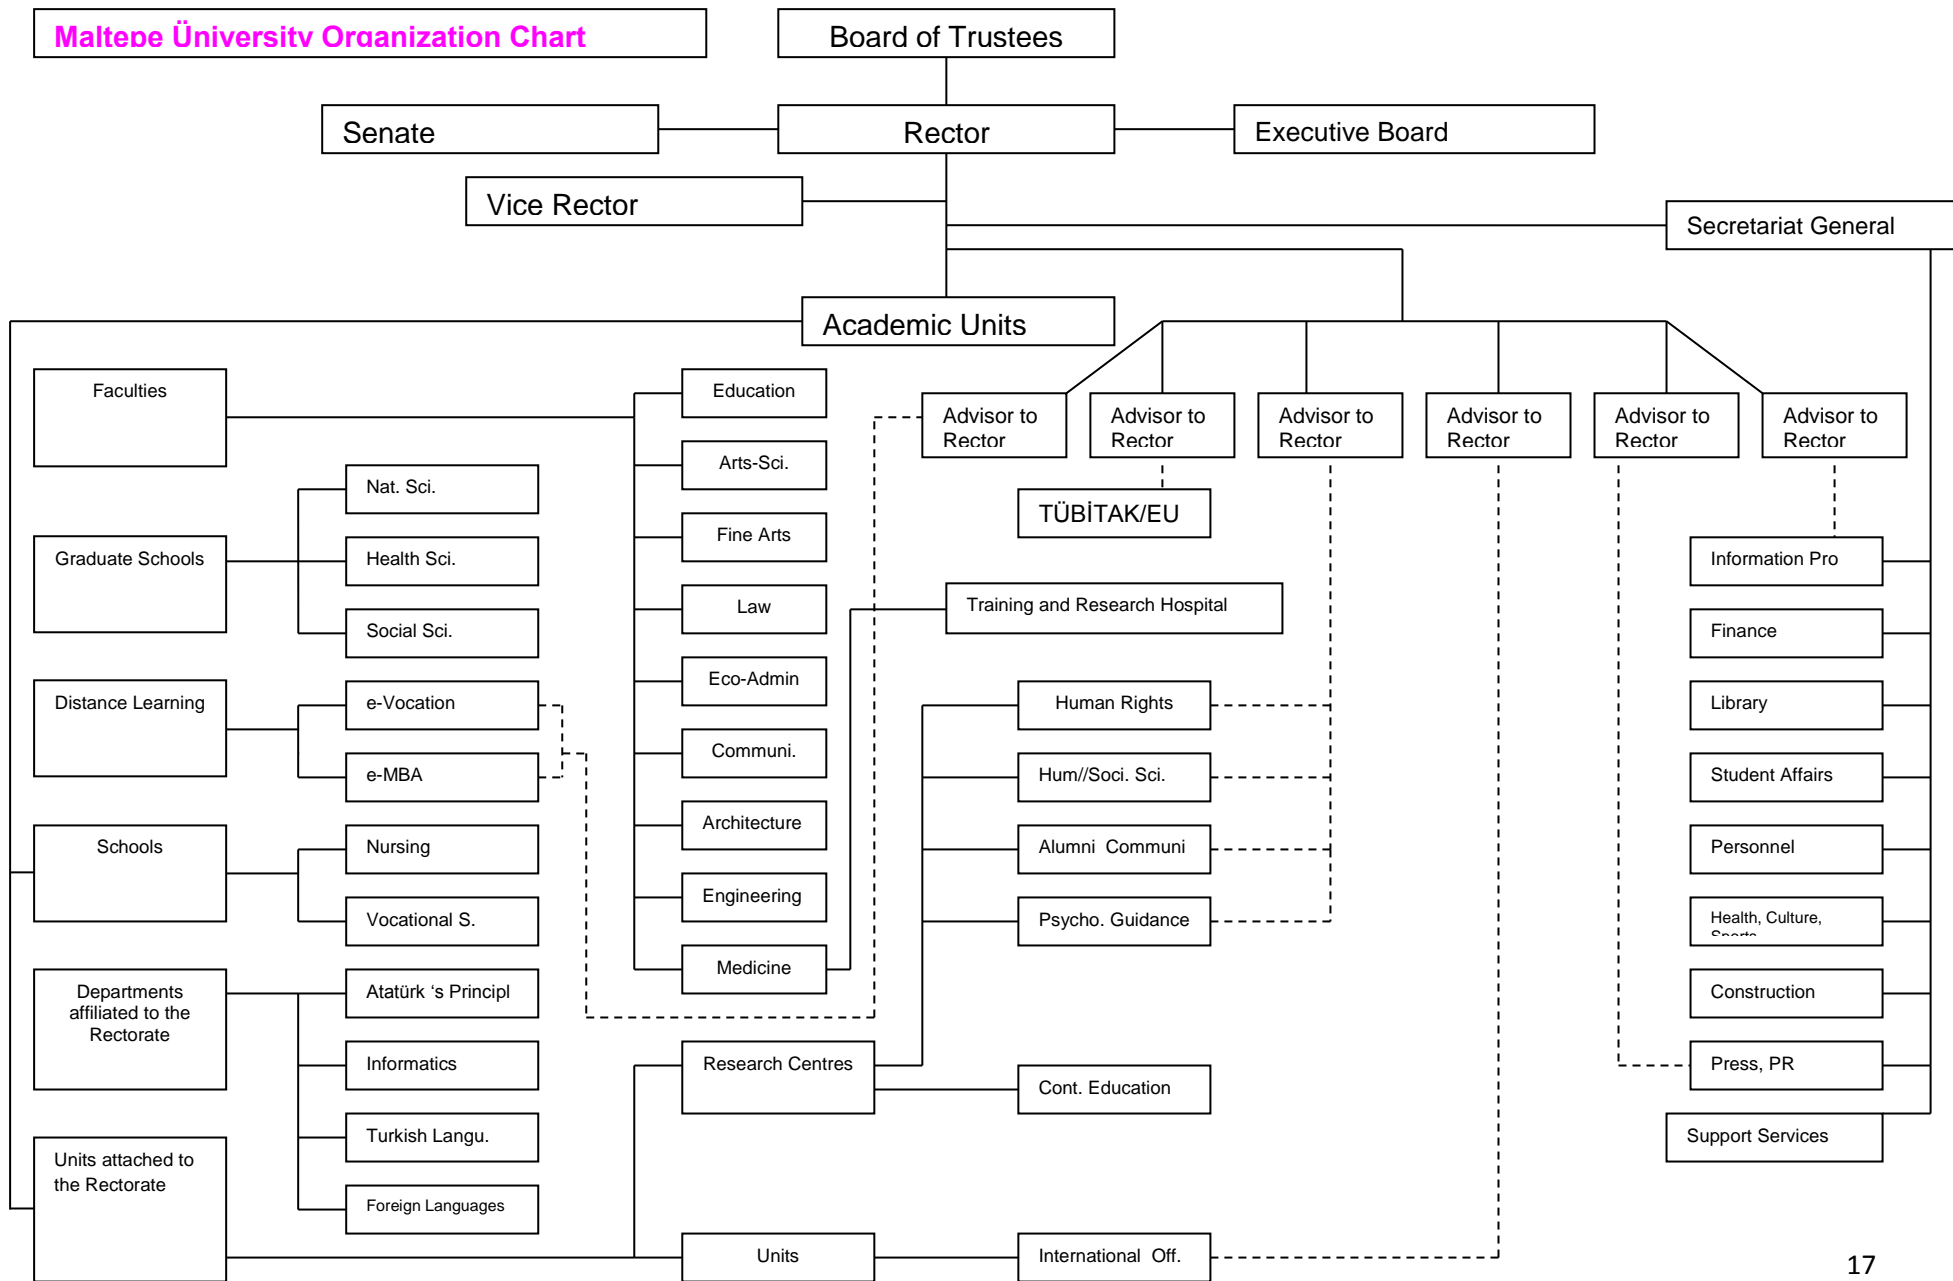 Maltepe Üniversity Organization Chart
Board of Trustees
Senate
Rector
Executive Board
Vice Rector
Secretariat General
Academic Units
Faculties
Education
Advisor to
Rector
Advisor to
Rector
Advisor to
Rector
Advisor to
Rector
Advisor to
Rector
Advisor to
Rector
Arts-Sci.
Nat. Sci.
TÜBİTAK/EU
Fine Arts
Graduate Schools
Health Sci.
Information Pro
Law
Training and Research Hospital
Social Sci.
Finance
Eco-Admin
Distance Learning
e-Vocation
Human Rights
Library
Communi.
e-MBA
Hum//Soci. Sci.
Student Affairs
Architecture
Schools
Nursing
Alumni  Communi
Personnel
Engineering
Vocational S.
Psycho. Guidance
Health, Culture,
Sports
Medicine
Departments
affiliated to the
Rectorate
Atatürk ‘s Principl
Construction
Informatics
Research Centres
Press, PR
Cont. Education
Turkish Langu.
Support Services
Units attached to
the Rectorate
Foreign Languages
Units
International  Off.
17